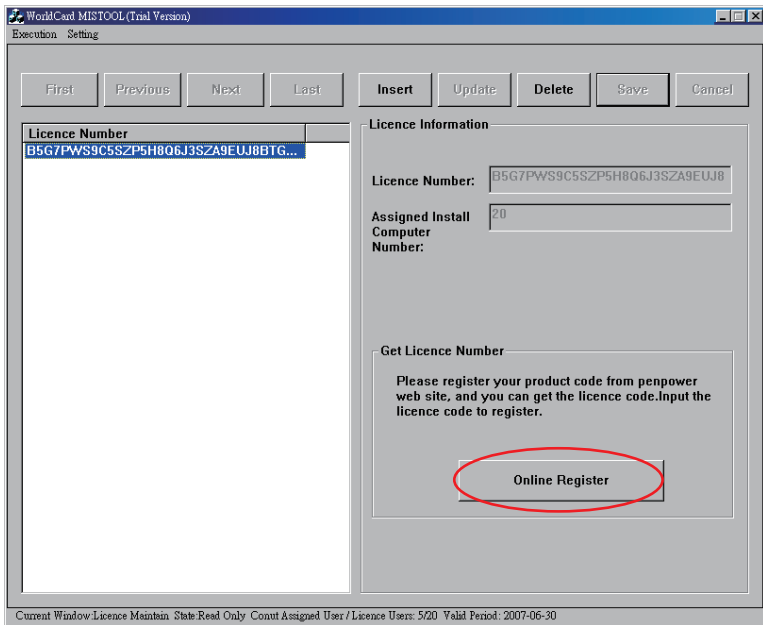 WorldCard MISTOOL (Trial Version)
Execution Setting
First Previous Next Last Insert Update Delete Save Cancel
Licence Number
B5G7PWS9C5SZP5H8Q6J3SZA9EUJ8BTG...
Licence Information
Licence Number: B5G7PWS9C5SZP5H8Q6J3SZA9EUJ8
Assigned Install 20
Computer
Number:
Get Licence Number
Please register your product code from penpower
web site, and you can get the licence code.Input the
licence code to register.
Online Register
Current Window:Licence Maintain State:Read Only Conut Assigned User / Licence Users: 5/20 Valid Period: 2007-06-30